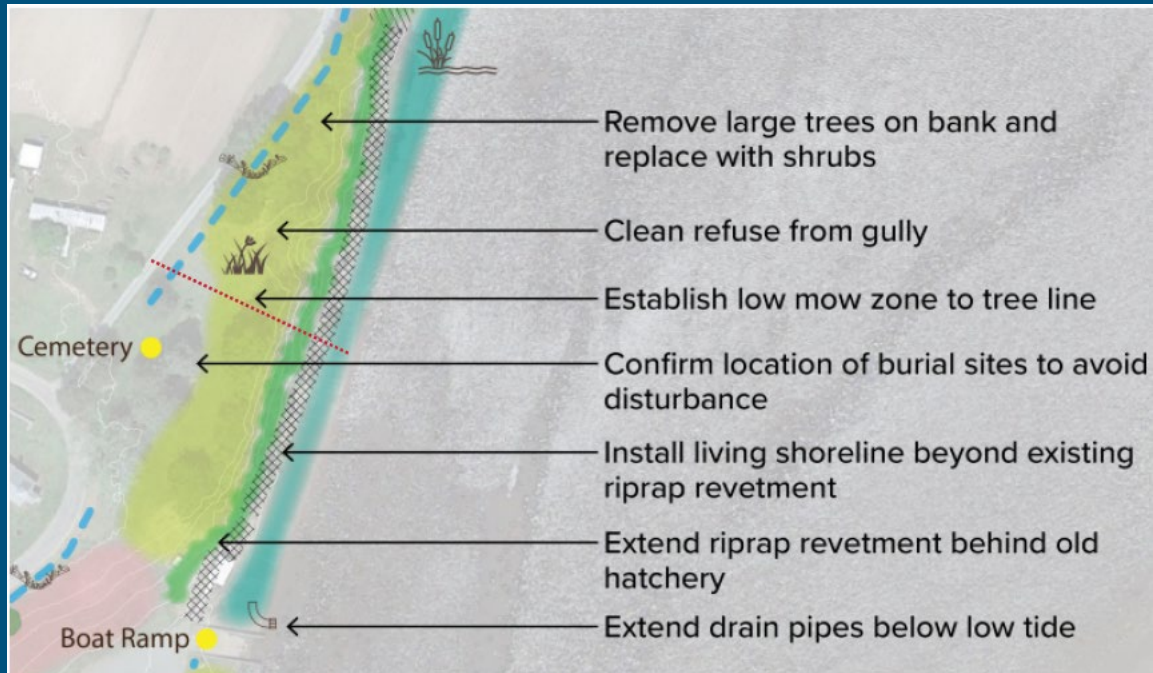 Remove large trees on bank and
replace with shrubs
Clean refuse from gully
Establish low mow zone to tree line
Cemetery
Confirm location of burial sites to avoid
disturbance
Install living shoreline beyond existing
riprap revetment
Extend riprap revetment behind old
hatchery
Extend drain pipes below low tide
Boat Ramp